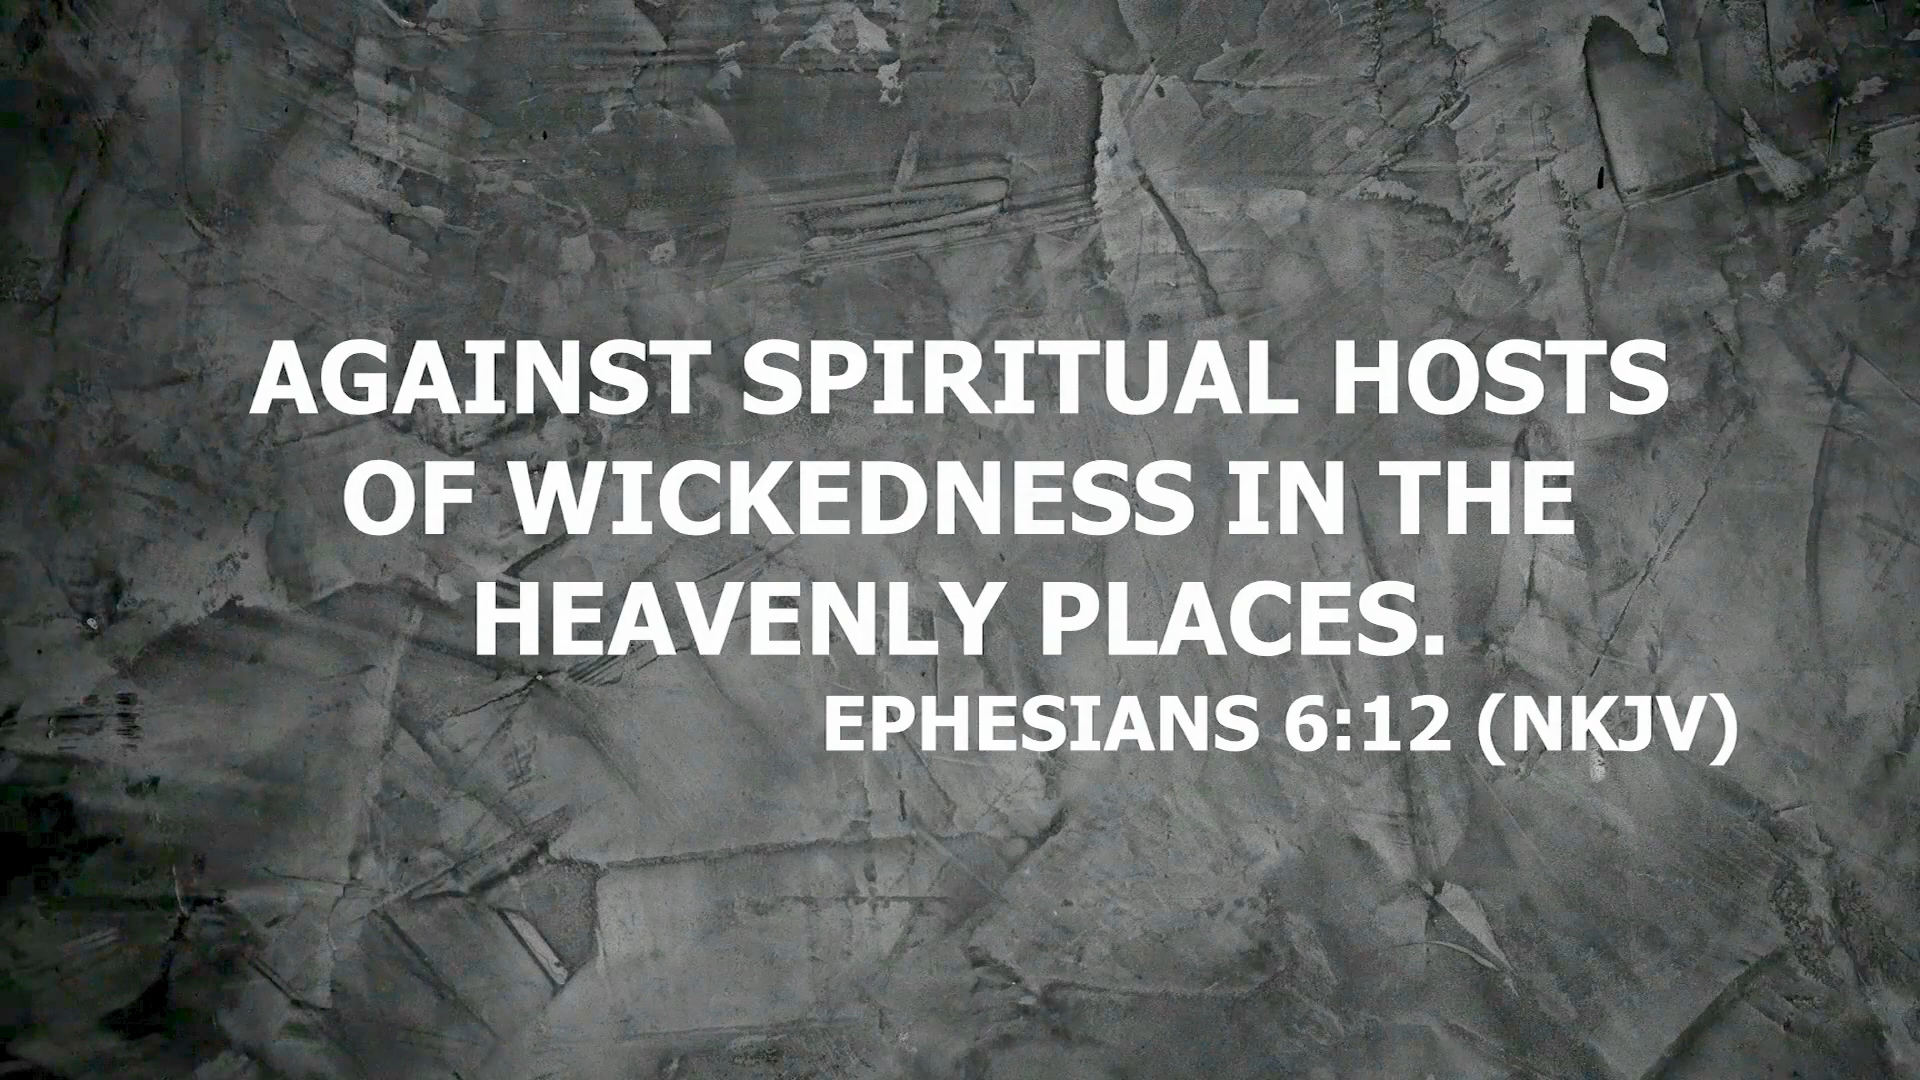 AGAINST SPIRITUAL HOSTS
OF WICKEDNESS IN THE
HEAVENLY PLACES.
EPHESIANS 6:12 (NKJV)